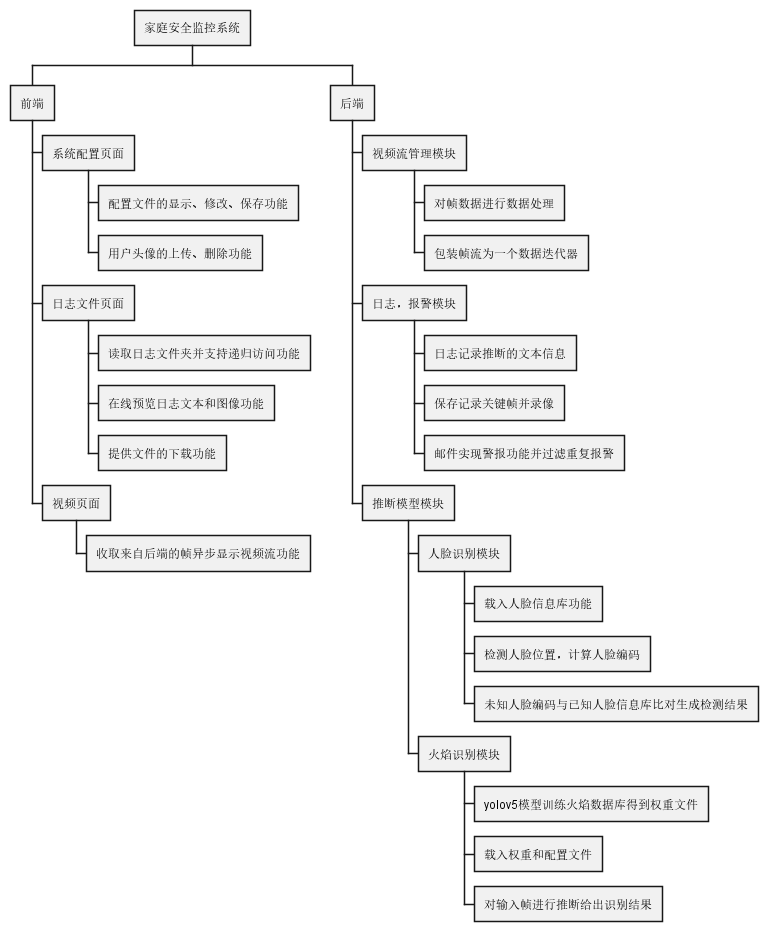 家庭安全监控系统
前端
系统配置页面
配置文件的显示、修改、保存功能
用户头像的上传、删除功能
日志文件页面
读取日志文件夹并支持递归访问功能
在线预览日志文本和图像功能
提供文件的下载功能
视频页面
收取来自后端的帧异步显示视频流功能
后端
视频流管理模块
对帧数据进行数据处理
包装帧流为一个数据迭代器
日志，报警模块
日志记录推断的文本信息
保存记录关键帧并录像
邮件实现警报功能并过滤重复报警
推断模型模块
人脸识别模块
载入人脸信息库功能
检测人脸位置，计算人脸编码
未知人脸编码与已知人脸信息库比对生成检测结果
火焰识别模块
yolov5模型训练火焰数据库得到权重文件
载入权重和配置文件
对输入帧进行推断给出识别结果